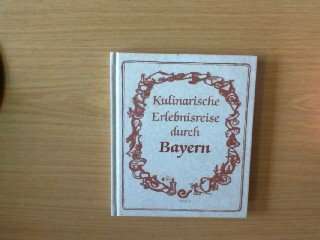 Kulinarische
Erlebnisreise
durch
Bayern